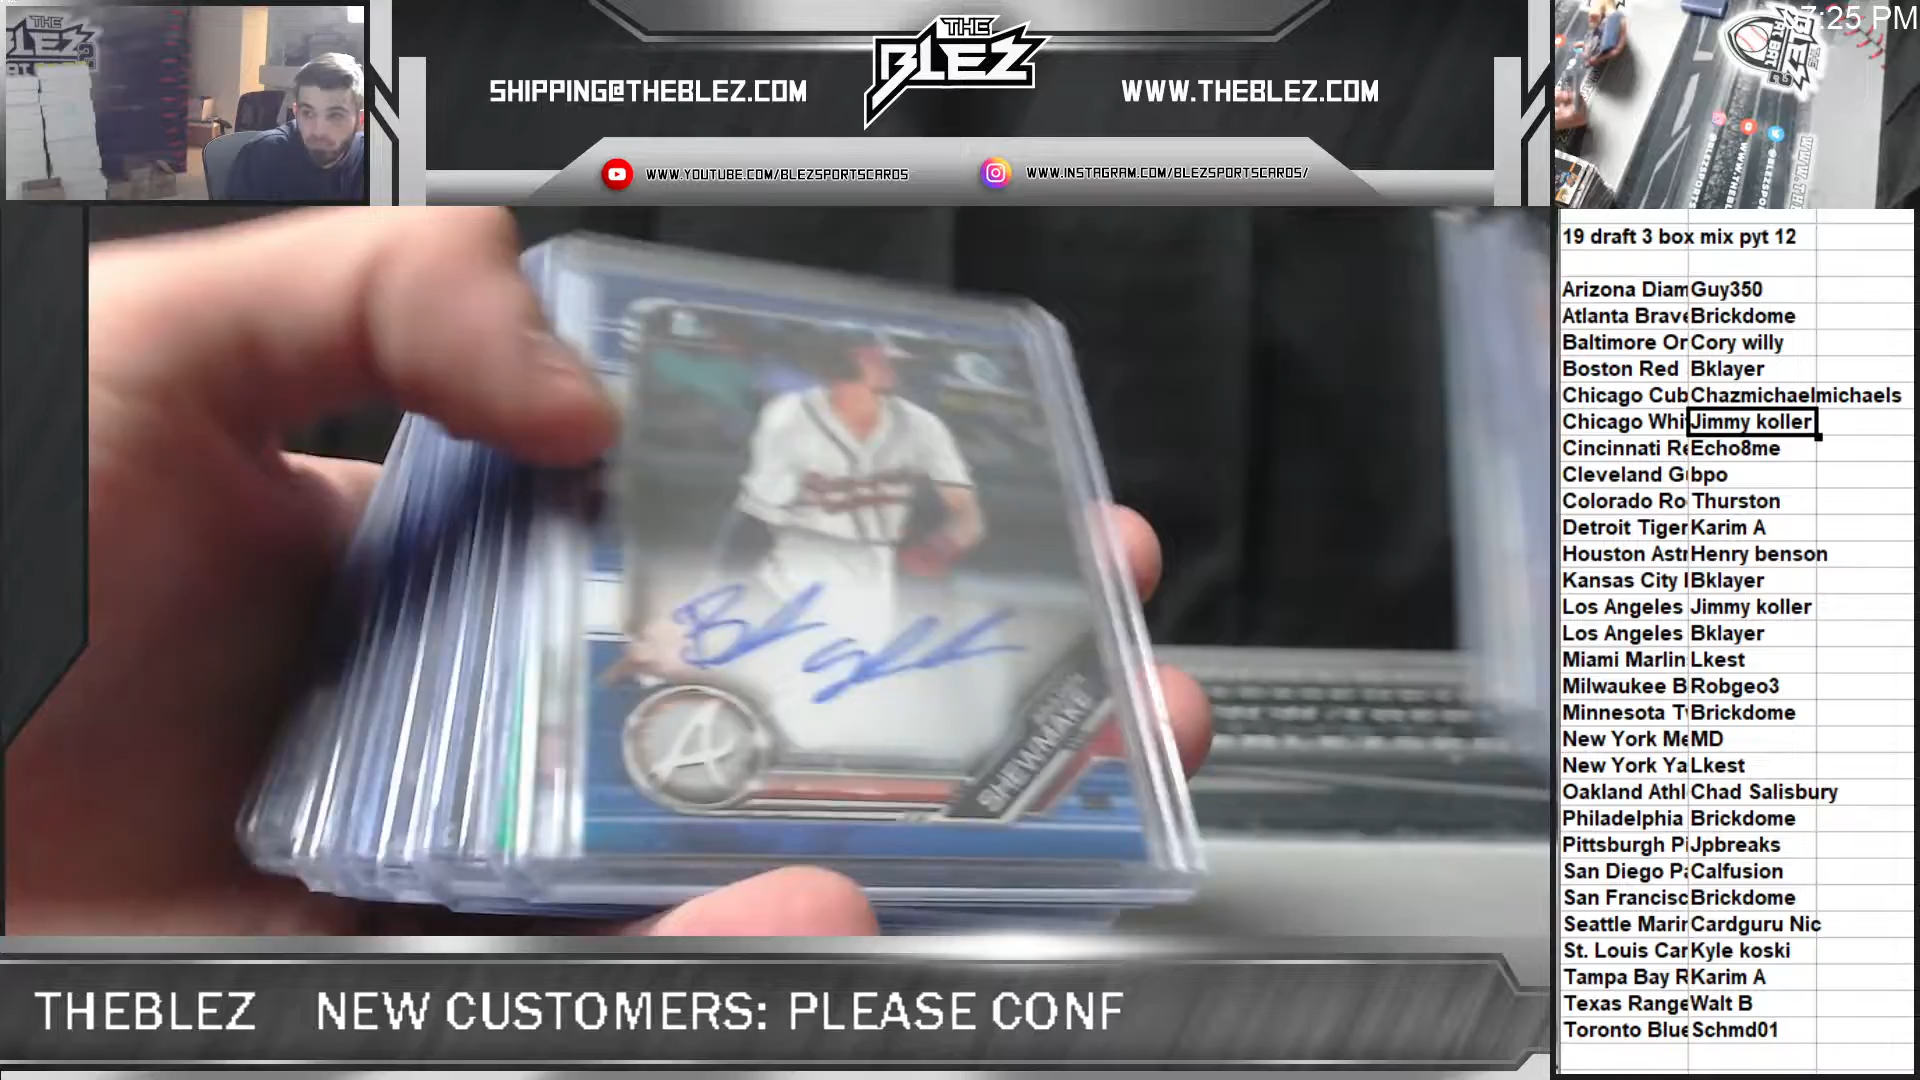 THE
BLEZ
SHIPPING@THEBLEZ.COM
WWW.THEBLEZ.COM
WWW.YOUTUBE.COM/BLEZSPORTSCARDS
WWW.INSTAGRAM.COM/BLEZSPORTSCARDS/
7:25 PM
19 draft 3 box mix pyt 12
Arizona Diam Guy350
Atlanta Brave Brickdome
Baltimore Or Cory willy
Boston Red Bklayer
Chicago Cub Chazmichaelmichaels
Chicago Whi Jimmy koller
Cincinnati Re Echo8me
Cleveland Gu bpo
Colorado Ro Thurston
Detroit Tiger Karim A
Houston Astr Henry benson
Kansas City Bklayer
Los Angeles Jimmy koller
Los Angeles Bklayer
Miami Marlin Lkest
Milwaukee B Robgeo3
Minnesota Tw Brickdome
New York Me MD
New York Ya Lkest
Oakland Athl Chad Salisbury
Philadelphia Brickdome
Pittsburgh Pi Jpbreaks
San Diego Pa Calfusion
San Francisc Brickdome
Seattle Marin Cardguru Nic
St. Louis Car Kyle koski
Tampa Bay R Karim A
Texas Range Walt B
Toronto Blue Schmd01
SHEWMAKE
A
THEBLEZ NEW CUSTOMERS: PLEASE CONF